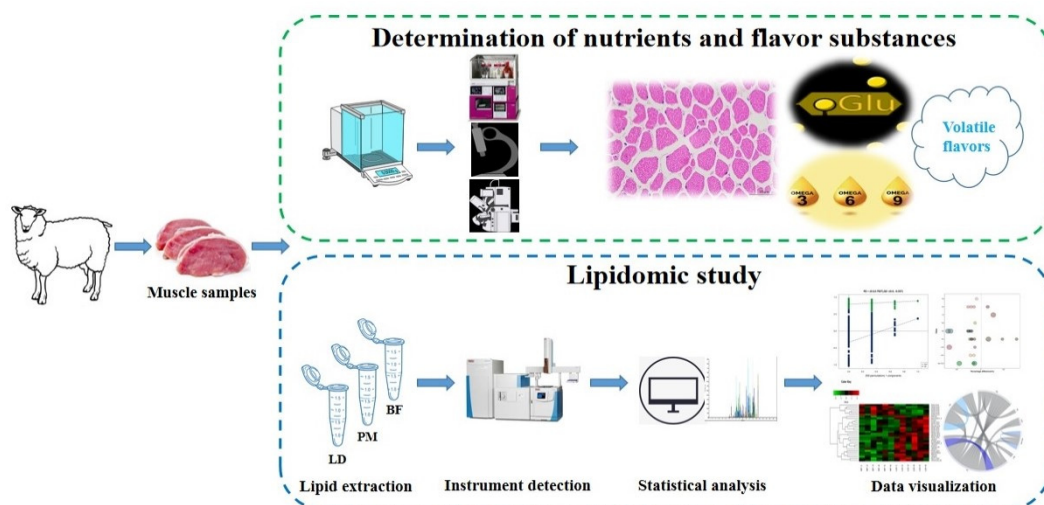 Determination of nutrients and flavor substances
Glu
Volatile
flavors
OMEGA
3
OMEGA
6
OMEGA
9
Muscle samples
Lipidomic study
LD
PM
BF
Lipid extraction
Instrument detection
Statistical analysis
Data visualization